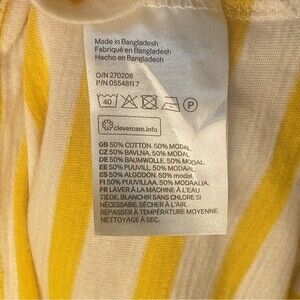 Made in Bangladesh
Fabriqué en Bangladesh
Hecho en Bangladesh
O/N 270208
P/N 05548117
40
P
clevercare.info
GB 50% COTTON. 50% MODAL
CZ 50% BAVLNA, 50% MODAL
DE 50% BAUMWOLLE. 50% MODAL
EE 50% PUUVILL. 50% MODAAL
ES 50% ALGODÓN. 50% MODAL
FI 50% PUUVILLAA. 50% MODAALIA.
FR LAVER À LA MACHINE À L'EAU
TIÈDE. BLANCHIR SANS CHLORE SI
NÉCESSAIRE. SÉCHER À L'AIR.
REPASSER À TEMPÉRATURE MOYENNE.
NETTOYAGE À SEC.